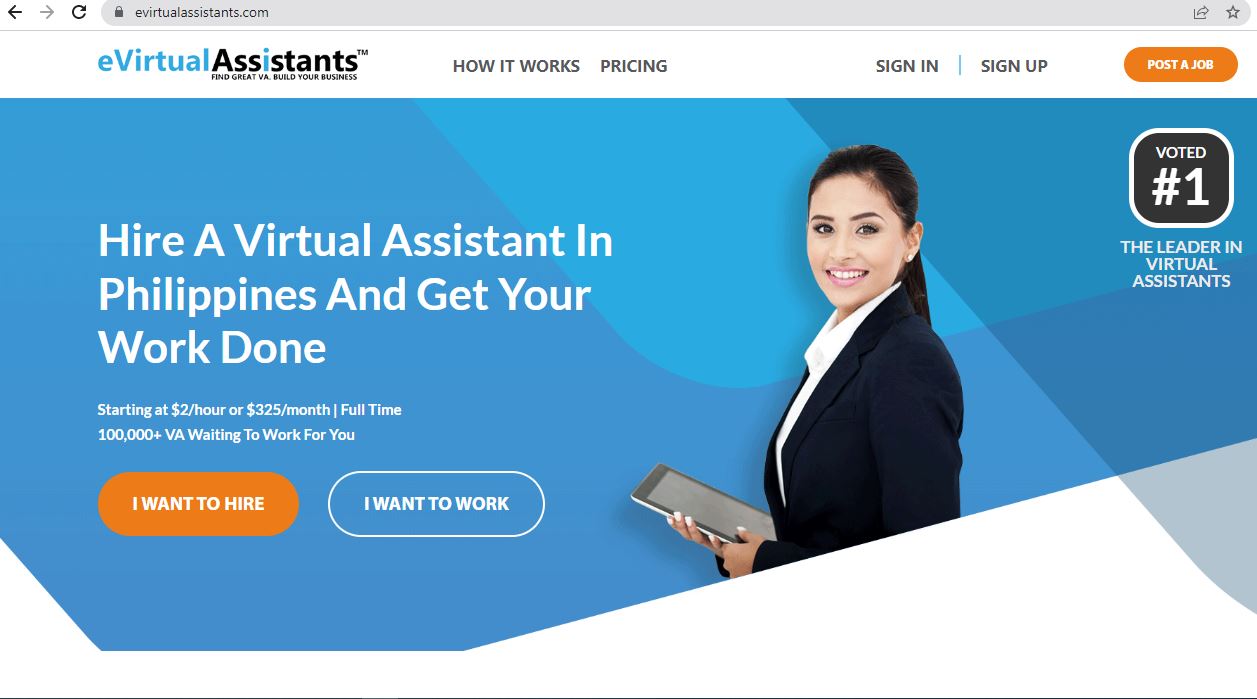 evirtualassistants.com
eVirtualAssistants™
FIND GREAT VA. BUILD YOUR BUSINESS
HOW IT WORKS
PRICING
SIGN IN
SIGN UP
POST A JOB
VOTED
#1
THE LEADER IN
VIRTUAL
ASSISTANTS
Hire A Virtual Assistant In
Philippines And Get Your
Work Done
Starting at $2/hour or $325/month | Full Time
100,000+ VA Waiting To Work For You
I WANT TO HIRE
I WANT TO WORK